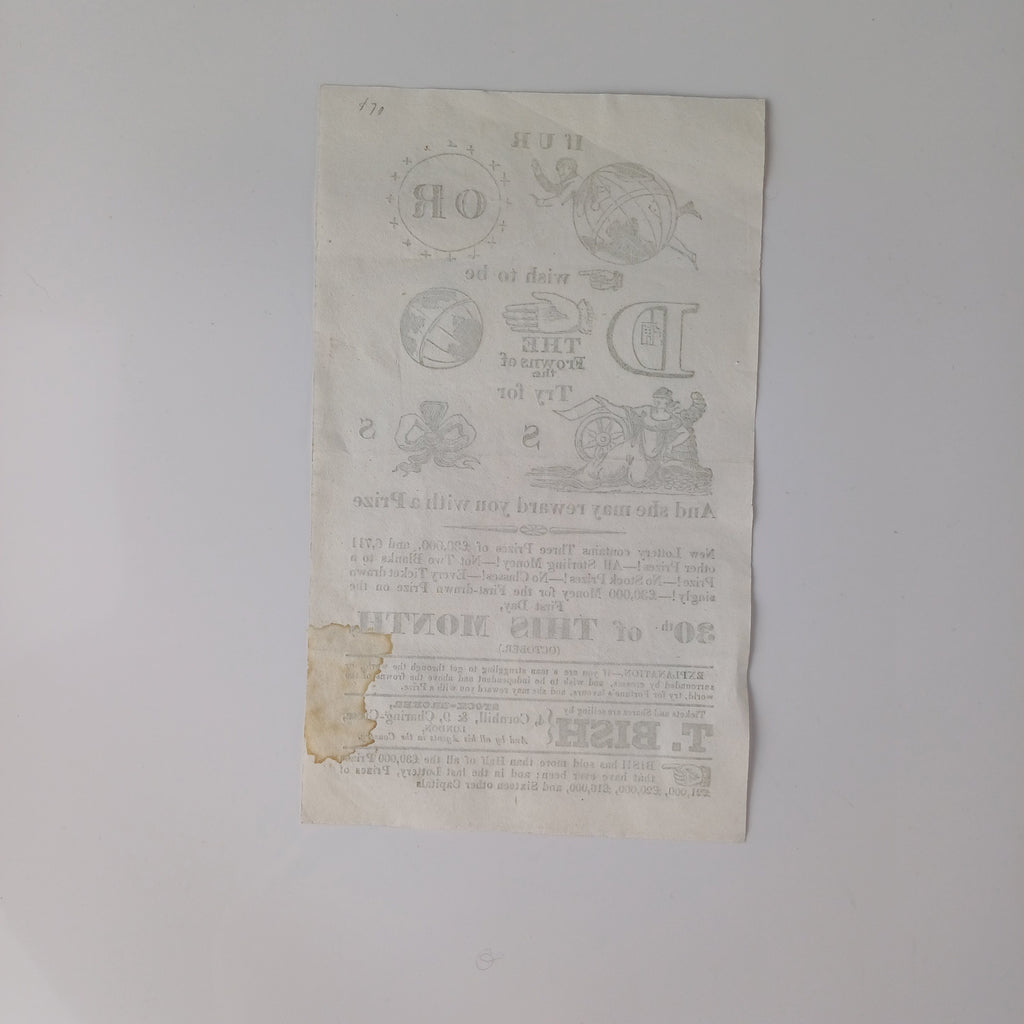 If U R
OR
wish to be
D
THE
Frowns of
the
Try for
S S
And she may reward you with a Prize
New Lottery contains Three Prizes of £30,000, and 6,711
other Prizes!—All Sterling Money!—Not Two Blanks to a
Prize!—No Stock Prizes!—No Classes!—Every Ticket drawn
singly!—£30,000 Money for the First-drawn Prize on the
First Day,
30th of THIS MONTH,
(OCTOBER.)
EXPLANATION.—If you are a man struggling to get through the
surrounded by crosses, and wish to be independent and above the frowns of the
world, try for Fortune's favours, and she may reward you with a Prize.
Tickets and Shares are selling by
T. BISH
STOCK-BROKER,
4, Cornhill, & 9, Charing-Cross,
LONDON,
And by all his Agents in the Country.
BISH has sold more than Half of all the £30,000 Prizes
that have ever been; and in the last Lottery, Prizes of
£21,000, £20,000, £10,000, and Sixteen other Capitals